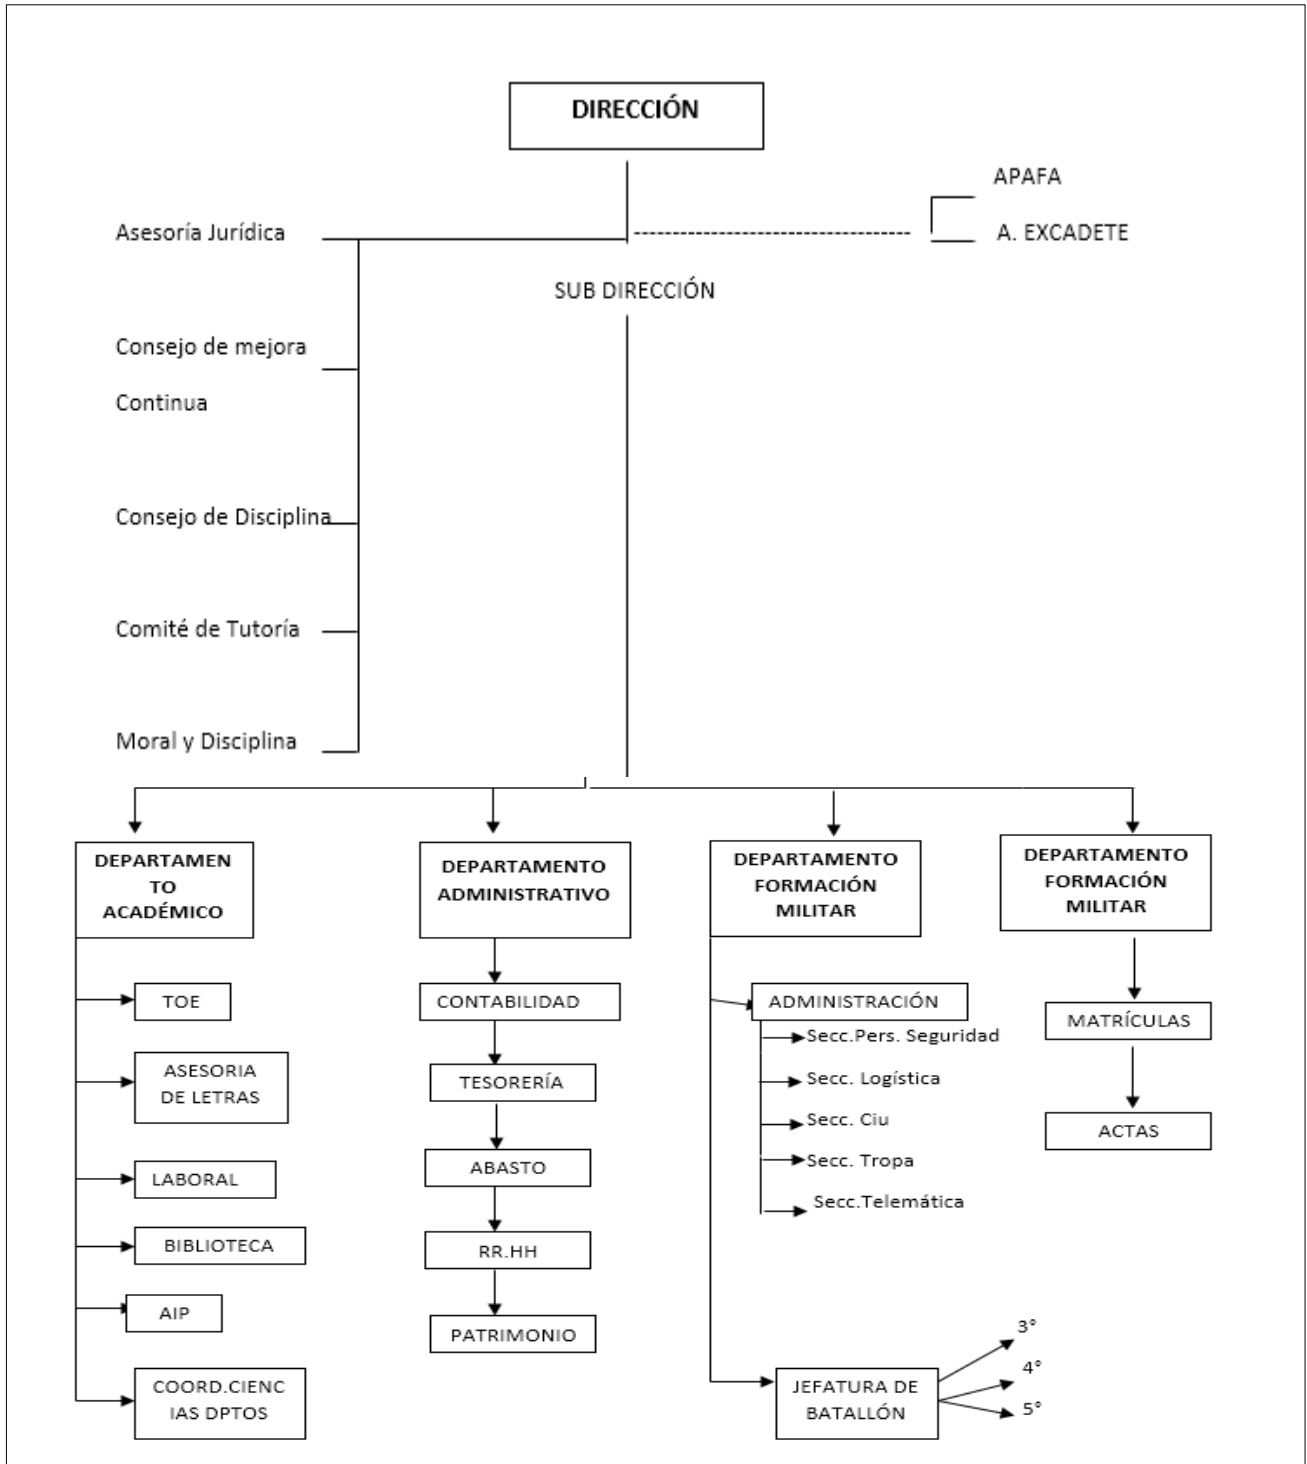 DIRECCIÓN
APAFA
Asesoría Jurídica
A. EXCADETE
SUB DIRECCIÓN
Consejo de mejora
Continua
Consejo de Disciplina
Comité de Tutoría
Moral y Disciplina
DEPARTAMEN
TO
ACADÉMICO
TOE
ASESORIA
DE LETRAS
LABORAL
BIBLIOTECA
AIP
COORD.CIENC
IAS DPTOS
DEPARTAMENTO
ADMINISTRATIVO
CONTABILIDAD
TESORERÍA
ABASTO
RR.HH
PATRIMONIO
DEPARTAMENTO
FORMACIÓN
MILITAR
ADMINISTRACIÓN
Secc.Pers. Seguridad
Secc. Logística
Secc. Ciu
Secc. Tropa
Secc.Telemática
JEFATURA DE
BATALLÓN
3°
4°
5°
DEPARTAMENTO
FORMACIÓN
MILITAR
MATRÍCULAS
ACTAS